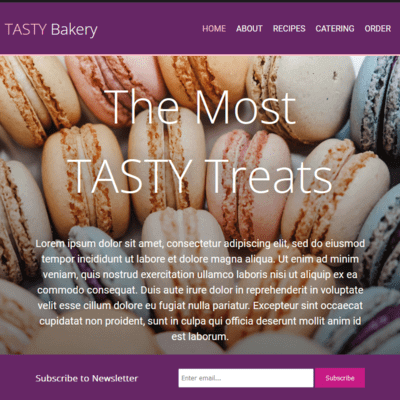 TASTY Bakery
HOME ABOUT RECIPES CATERING ORDER
The Most
TASTY Treats
Lorem ipsum dolor sit amet, consectetur adipiscing elit, sed do eiusmod
tempor incididunt ut labore et dolore magna aliqua. Ut enim ad minim
veniam, quis nostrud exercitation ullamco laboris nisi ut aliquip ex ea
commodo consequat. Duis aute irure dolor in reprehenderit in voluptate
velit esse cillum dolore eu fugiat nulla pariatur. Excepteur sint occaecat
cupidatat non proident, sunt in culpa qui officia deserunt mollit anim id
est laborum.
Subscribe to Newsletter
Enter email....
Subscribe